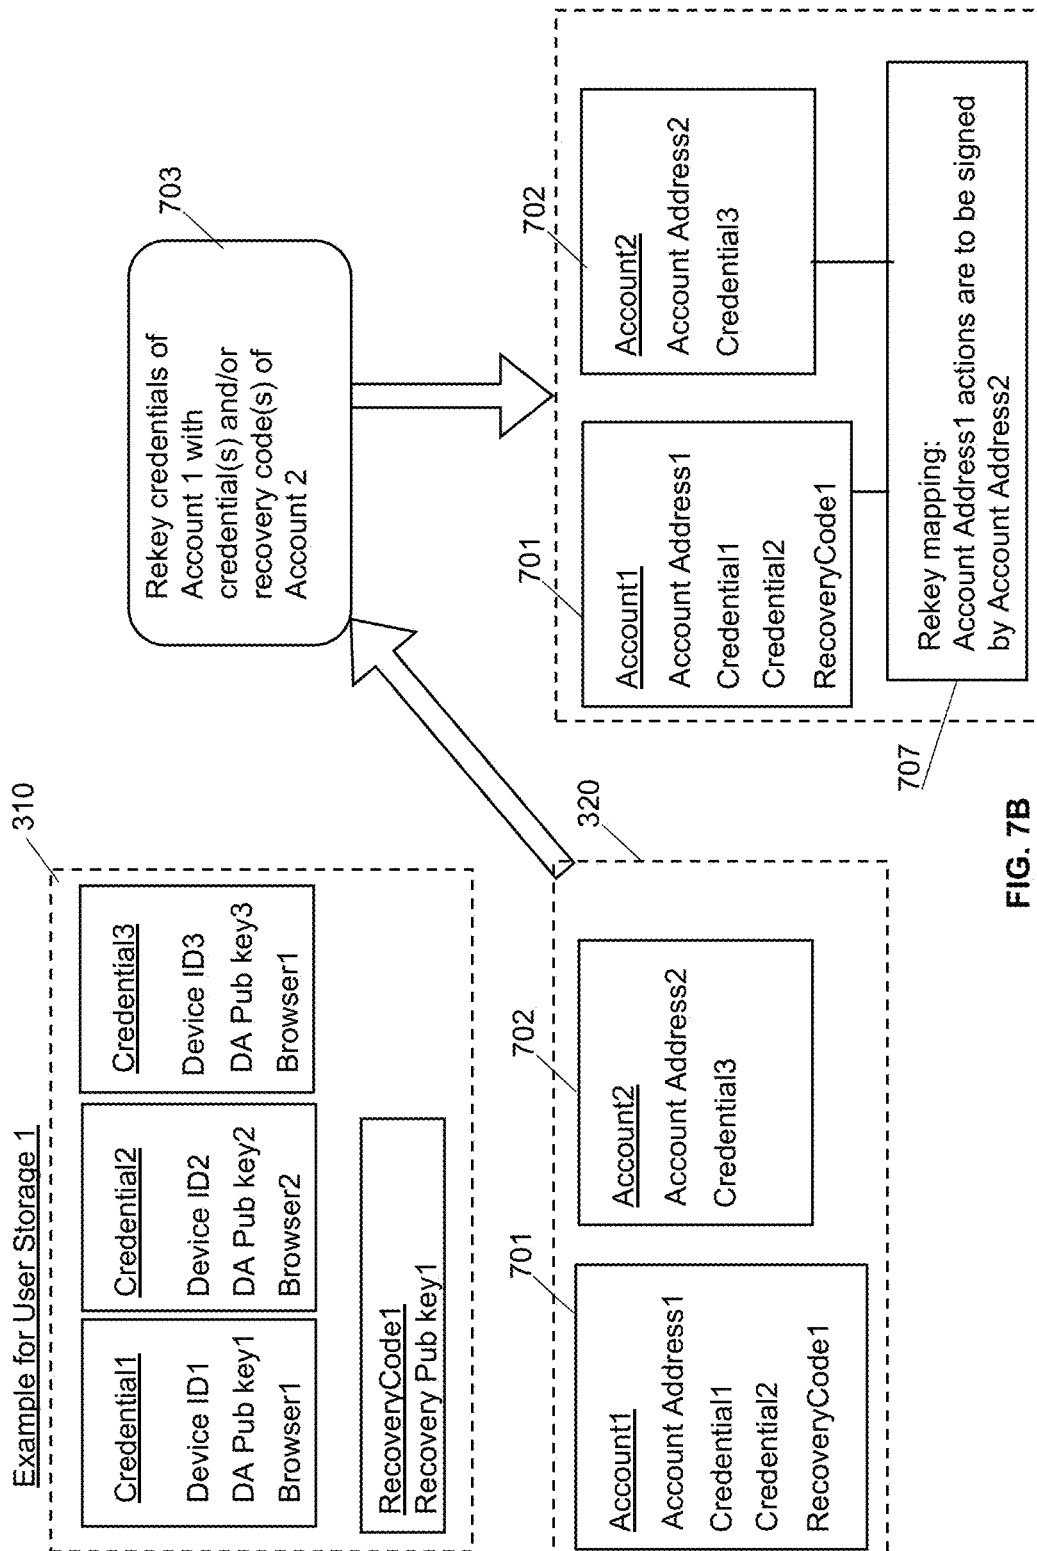 Example for User Storage 1
310
Credential1
Device ID1
DA Pub key1
Browser1
Credential2
Device ID2
DA Pub key2
Browser2
Credential3
Device ID3
DA Pub key3
Browser1
RecoveryCode1
Recovery Pub key1
320
701
Account1
Account Address1
Credential1
Credential2
RecoveryCode1
702
Account2
Account Address2
Credential3
703
Rekey credentials of
Account 1 with
credential(s) and/or
recovery code(s) of
Account 2
701
Account1
Account Address1
Credential1
Credential2
RecoveryCode1
702
Account2
Account Address2
Credential3
707
Rekey mapping:
Account Address1 actions are to be signed
by Account Address2
FIG. 7B